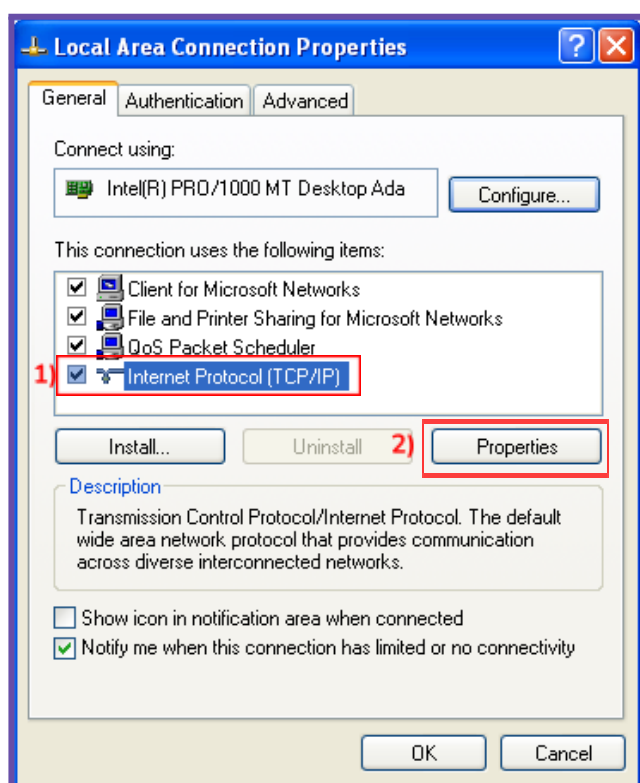 Local Area Connection Properties
General Authentication Advanced
Connect using:
Intel(R) PRO/1000 MT Desktop Ada Configure...
This connection uses the following items:
Client for Microsoft Networks
File and Printer Sharing for Microsoft Networks
QoS Packet Scheduler
1) Internet Protocol (TCP/IP)
Install... Uninstall 2) Properties
Description
Transmission Control Protocol/Internet Protocol. The default
wide area network protocol that provides communication
across diverse interconnected networks.
Show icon in notification area when connected
Notify me when this connection has limited or no connectivity
OK Cancel